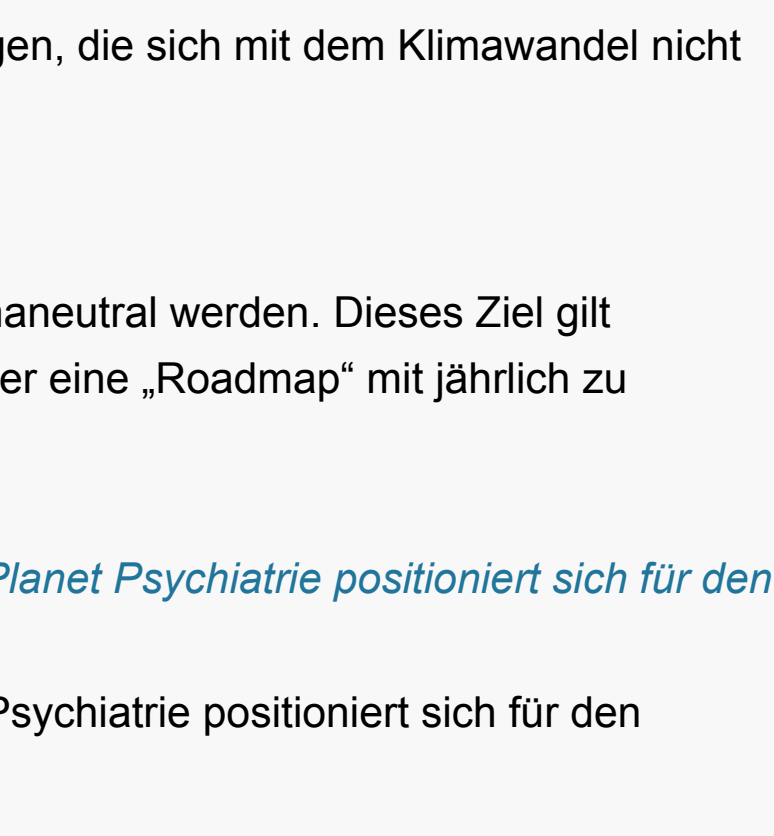 gen, die sich mit dem Klimawandel nicht
aneutral werden. Dieses Ziel gilt
er eine „Roadmap“ mit jährlich zu
Planet Psychiatrie positioniert sich für den
Psychiatrie positioniert sich für den